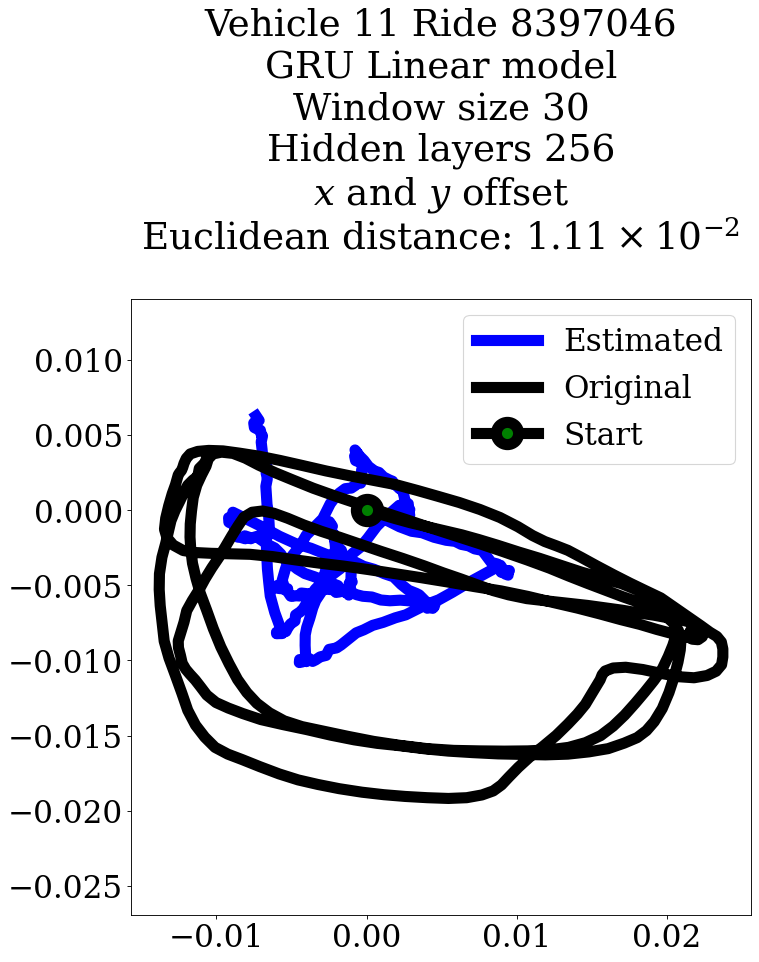 Vehicle 11 Ride 8397046
GRU Linear model
Window size 30
Hidden layers 256
x and y offset
Euclidean distance: 1.11 × 10⁻²
Estimated
Original
Start
0.010
0.005
0.000
−0.005
−0.010
−0.015
−0.020
−0.025
−0.01 0.00 0.01 0.02